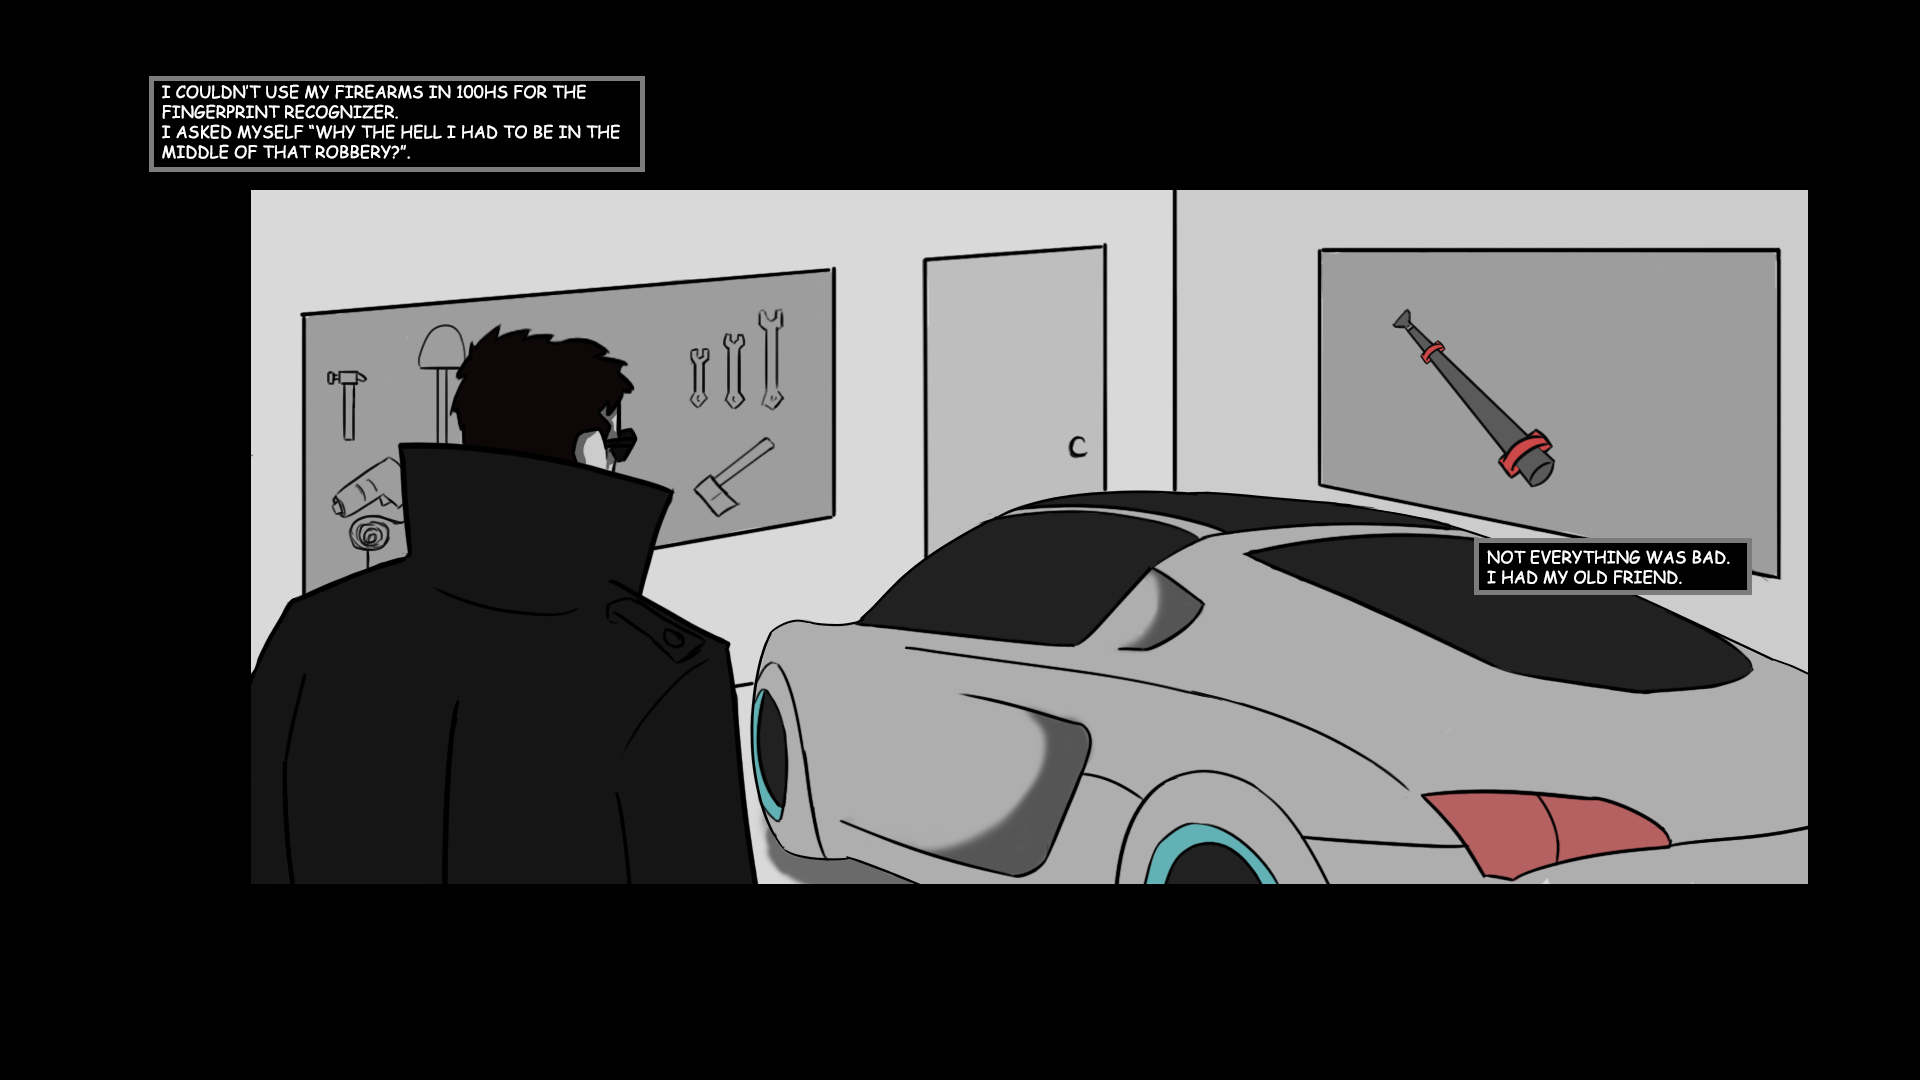 I COULDN'T USE MY FIREARMS IN 100HS FOR THE
FINGERPRINT RECOGNIZER.
I ASKED MYSELF “WHY THE HELL I HAD TO BE IN THE
MIDDLE OF THAT ROBBERY?”.
NOT EVERYTHING WAS BAD.
I HAD MY OLD FRIEND.